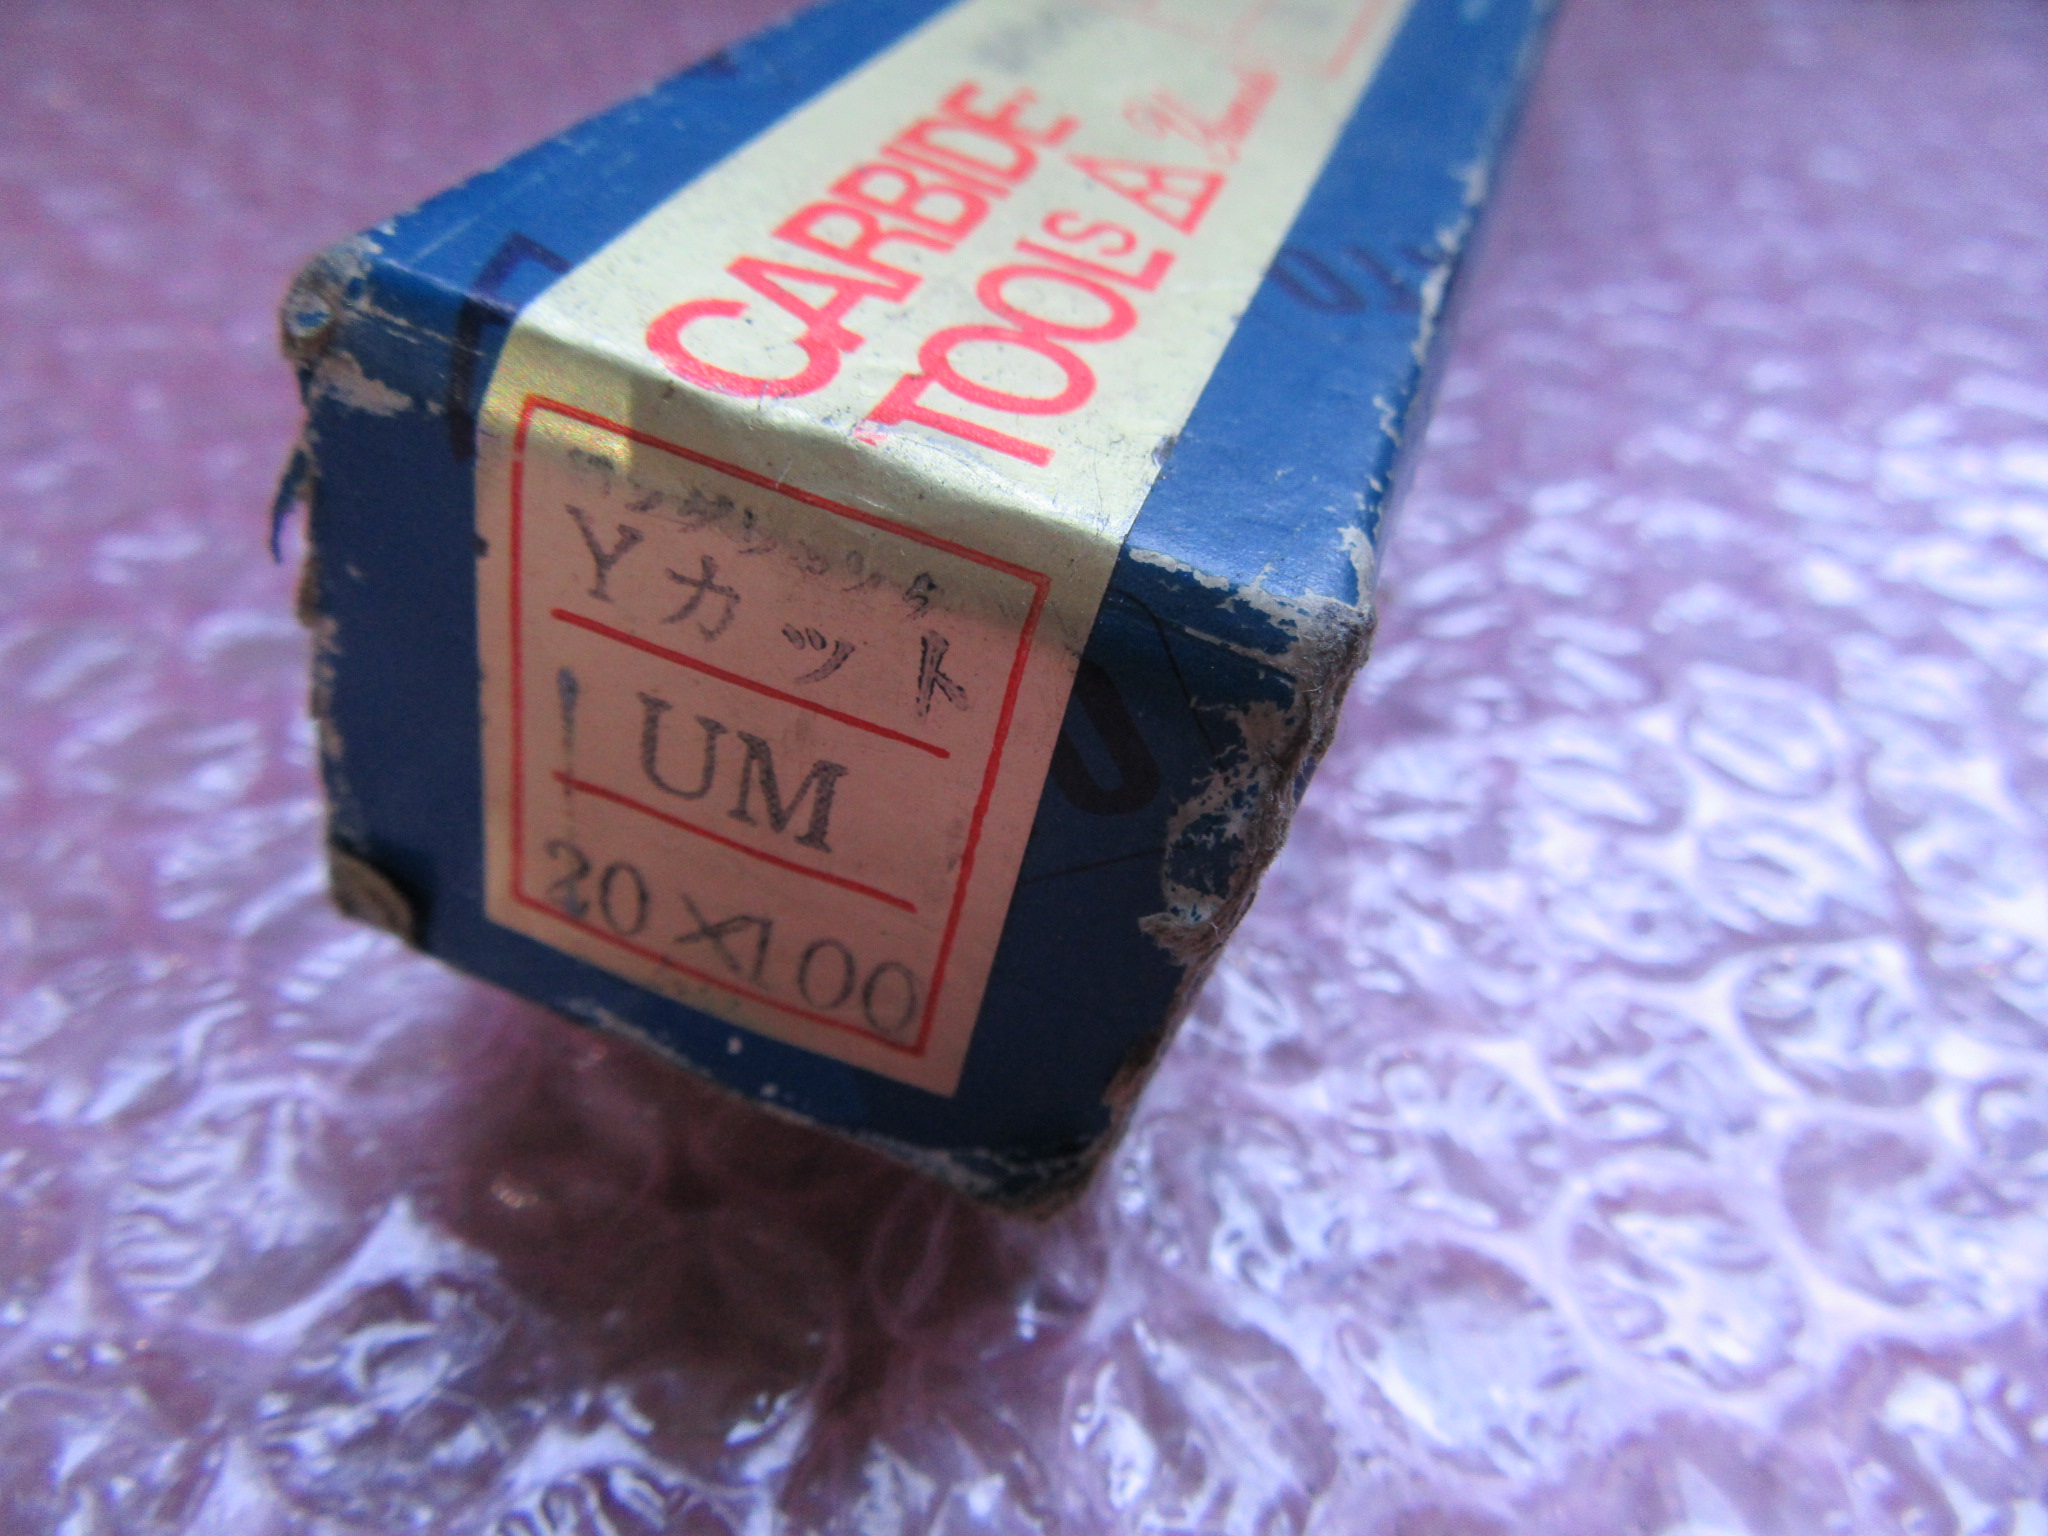 CARBIDE
TOOLS
Yカット
UM
20×100